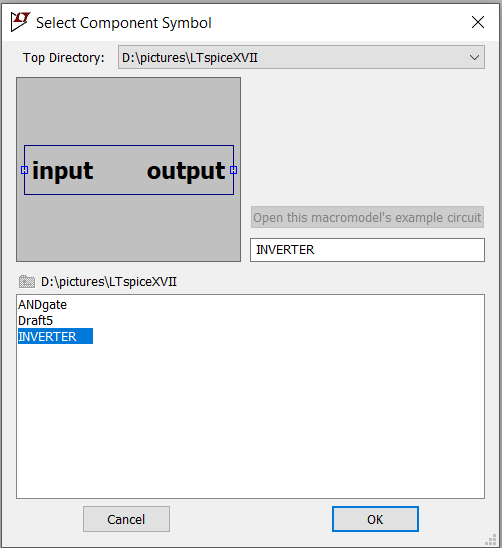 Select Component Symbol
Top Directory: D:\pictures\LTspiceXVII
input output
Open this macromodel's example circuit
INVERTER
D:\pictures\LTspiceXVII
ANDgate
Draft5
INVERTER
Cancel OK